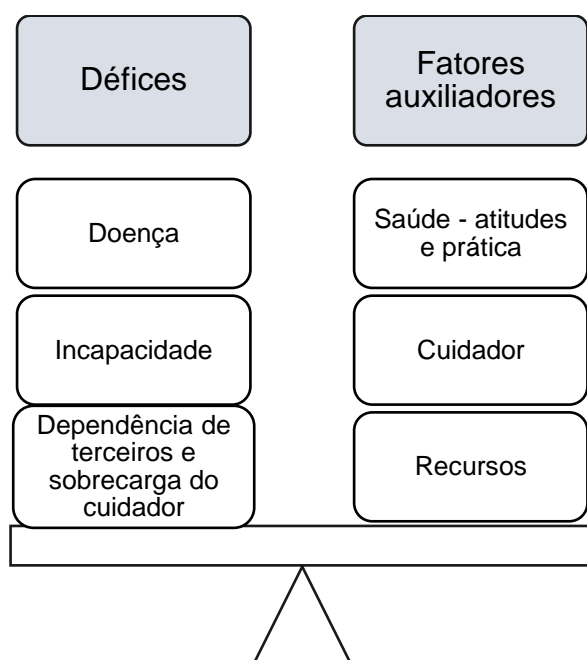 Défices
Fatores
auxiliadores
Doença
Saúde - atitudes
e prática
Incapacidade
Cuidador
Dependência de
terceiros e
sobrecarga do
cuidador
Recursos